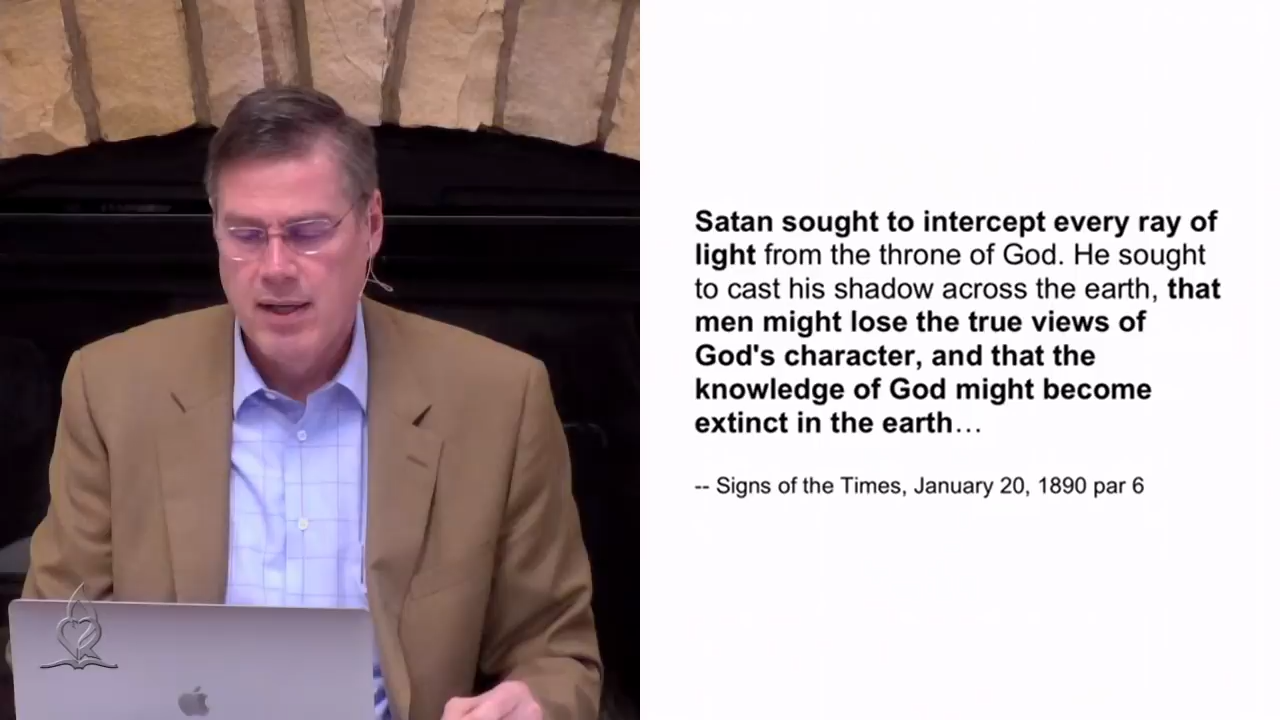 Satan sought to intercept every ray of
light from the throne of God. He sought
to cast his shadow across the earth, that
men might lose the true views of
God's character, and that the
knowledge of God might become
extinct in the earth…
-- Signs of the Times, January 20, 1890 par 6